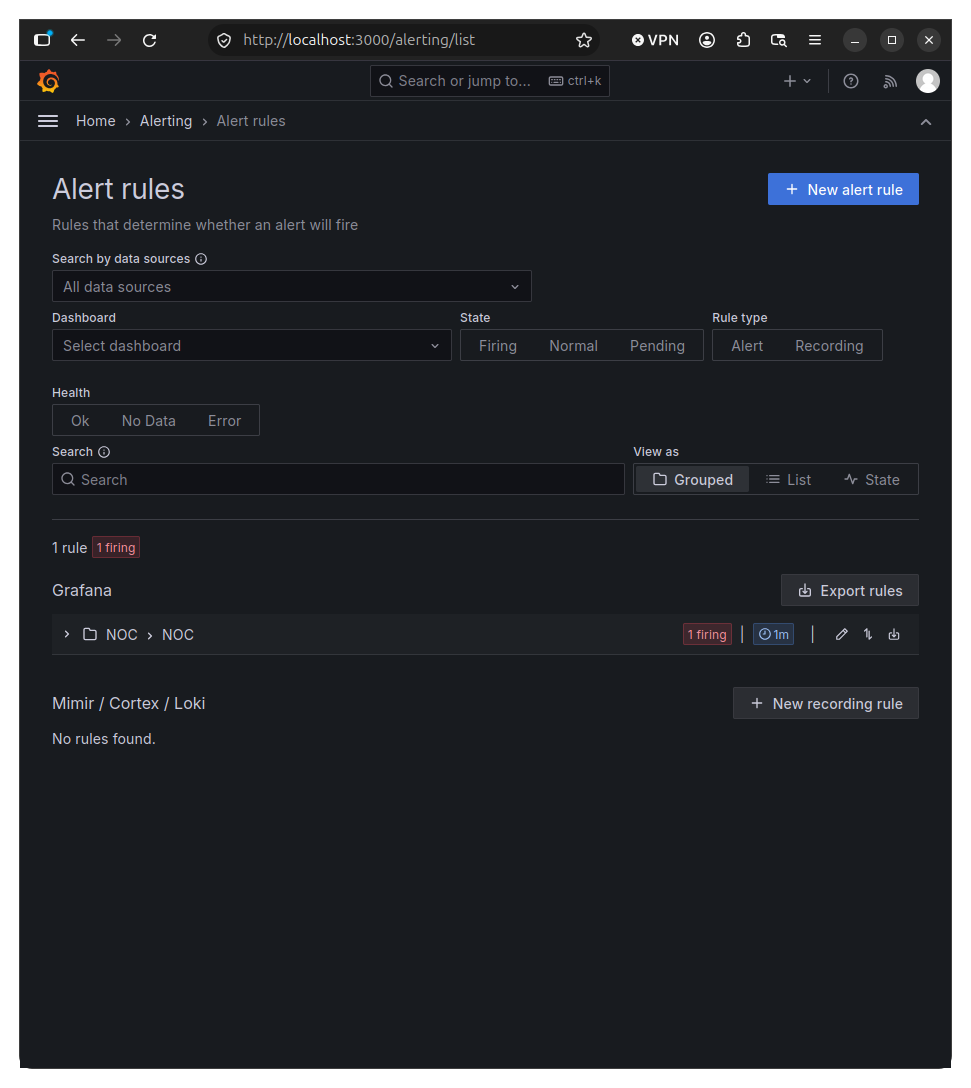 http://localhost:3000/alerting/list
VPN
Search or jump to... ctrl+k
Home › Alerting › Alert rules
Alert rules
New alert rule
Rules that determine whether an alert will fire
Search by data sources
All data sources
Dashboard State Rule type
Select dashboard Firing Normal Pending Alert Recording
Health
Ok No Data Error
Search View as
Search Grouped List State
1 rule 1 firing
Grafana Export rules
NOC › NOC 1 firing 1m
Mimir / Cortex / Loki New recording rule
No rules found.